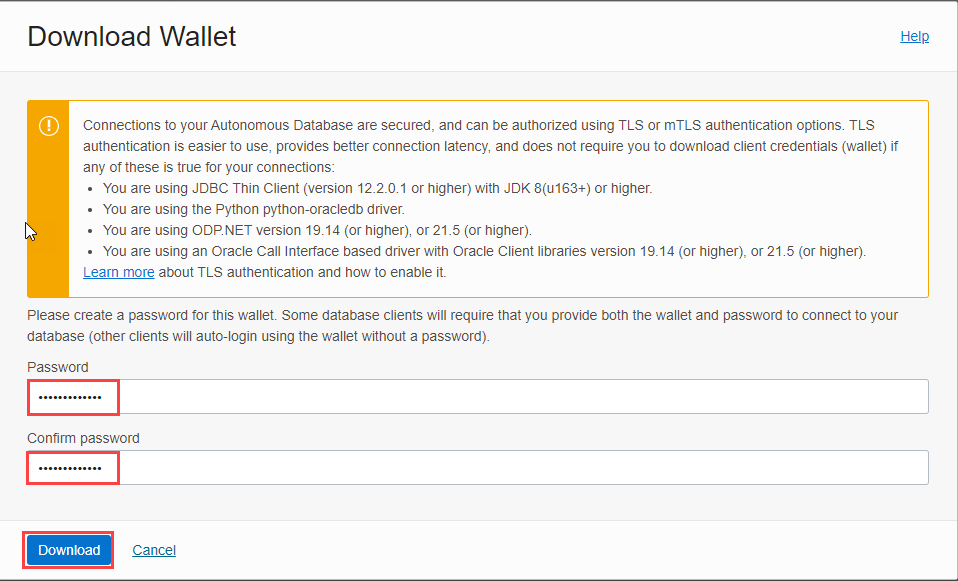 Download Wallet
Help
Connections to your Autonomous Database are secured, and can be authorized using TLS or mTLS authentication options. TLS
authentication is easier to use, provides better connection latency, and does not require you to download client credentials (wallet) if
any of these is true for your connections:
• You are using JDBC Thin Client (version 12.2.0.1 or higher) with JDK 8(u163+) or higher.
• You are using the Python python-oracledb driver.
• You are using ODP.NET version 19.14 (or higher), or 21.5 (or higher).
• You are using an Oracle Call Interface based driver with Oracle Client libraries version 19.14 (or higher), or 21.5 (or higher).
Learn more about TLS authentication and how to enable it.
Please create a password for this wallet. Some database clients will require that you provide both the wallet and password to connect to your
database (other clients will auto-login using the wallet without a password).
Password
•••••••••••••
Confirm password
•••••••••••••
Download
Cancel